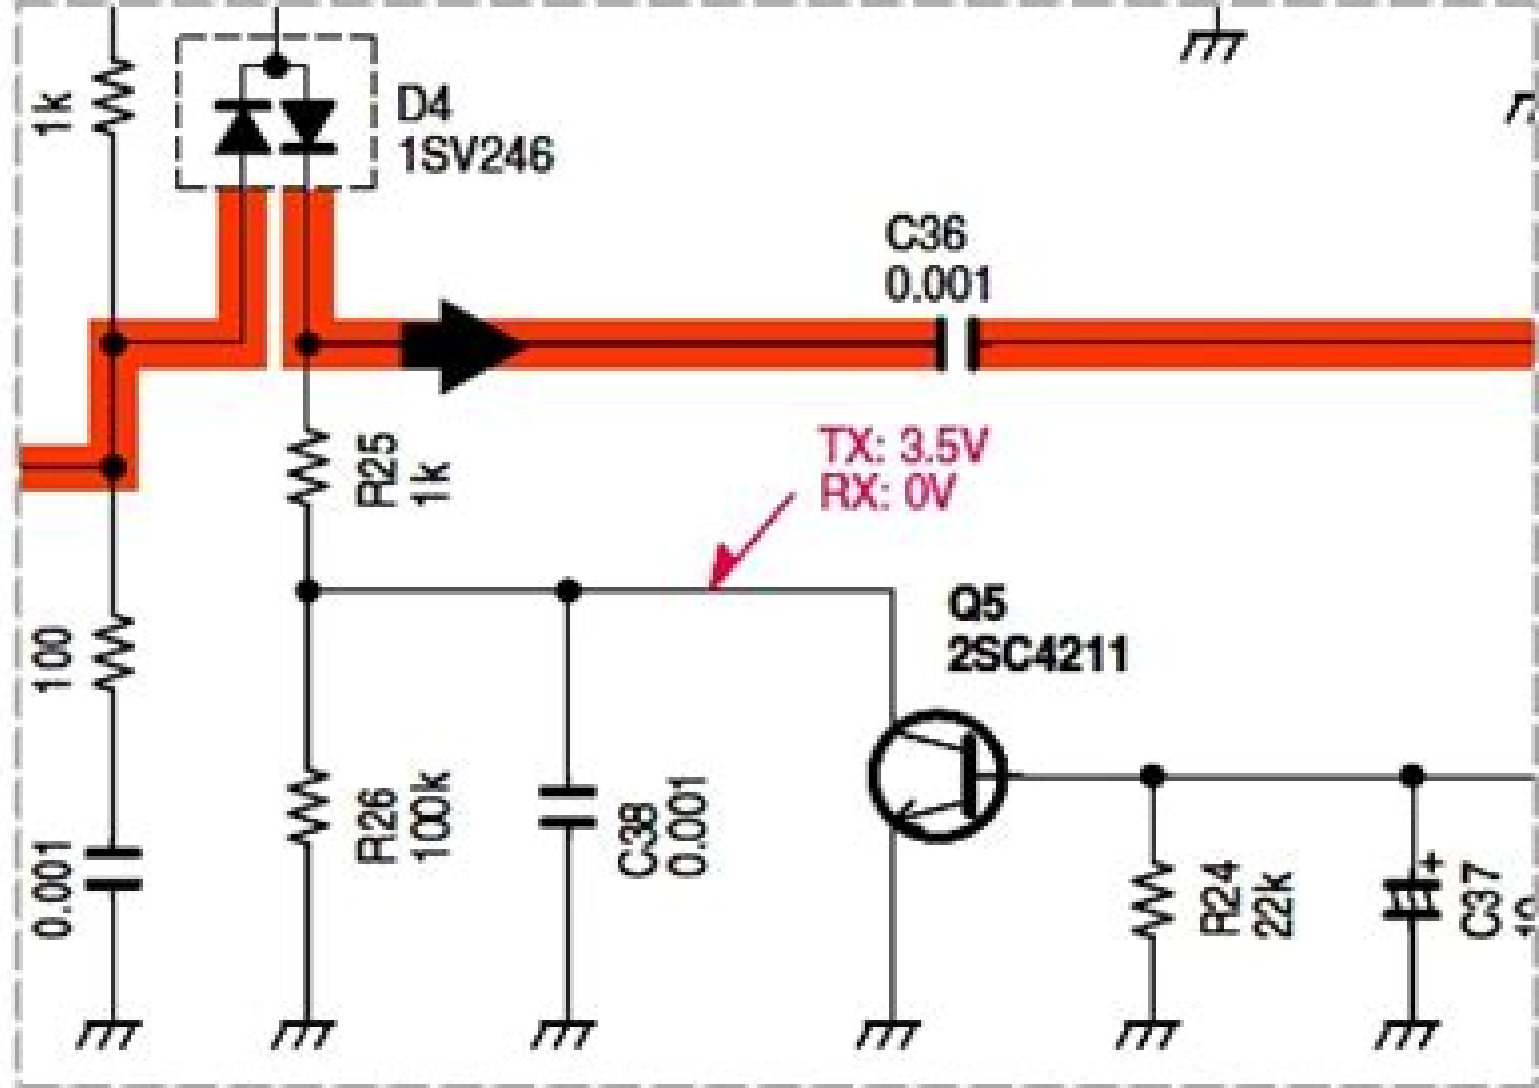 1k
D4
1SV246
C36
0.001
R25
1k
TX: 3.5V
RX: 0V
Q5
2SC4211
100
R26
100k
C38
0.001
0.001
R24
22k
+
C37